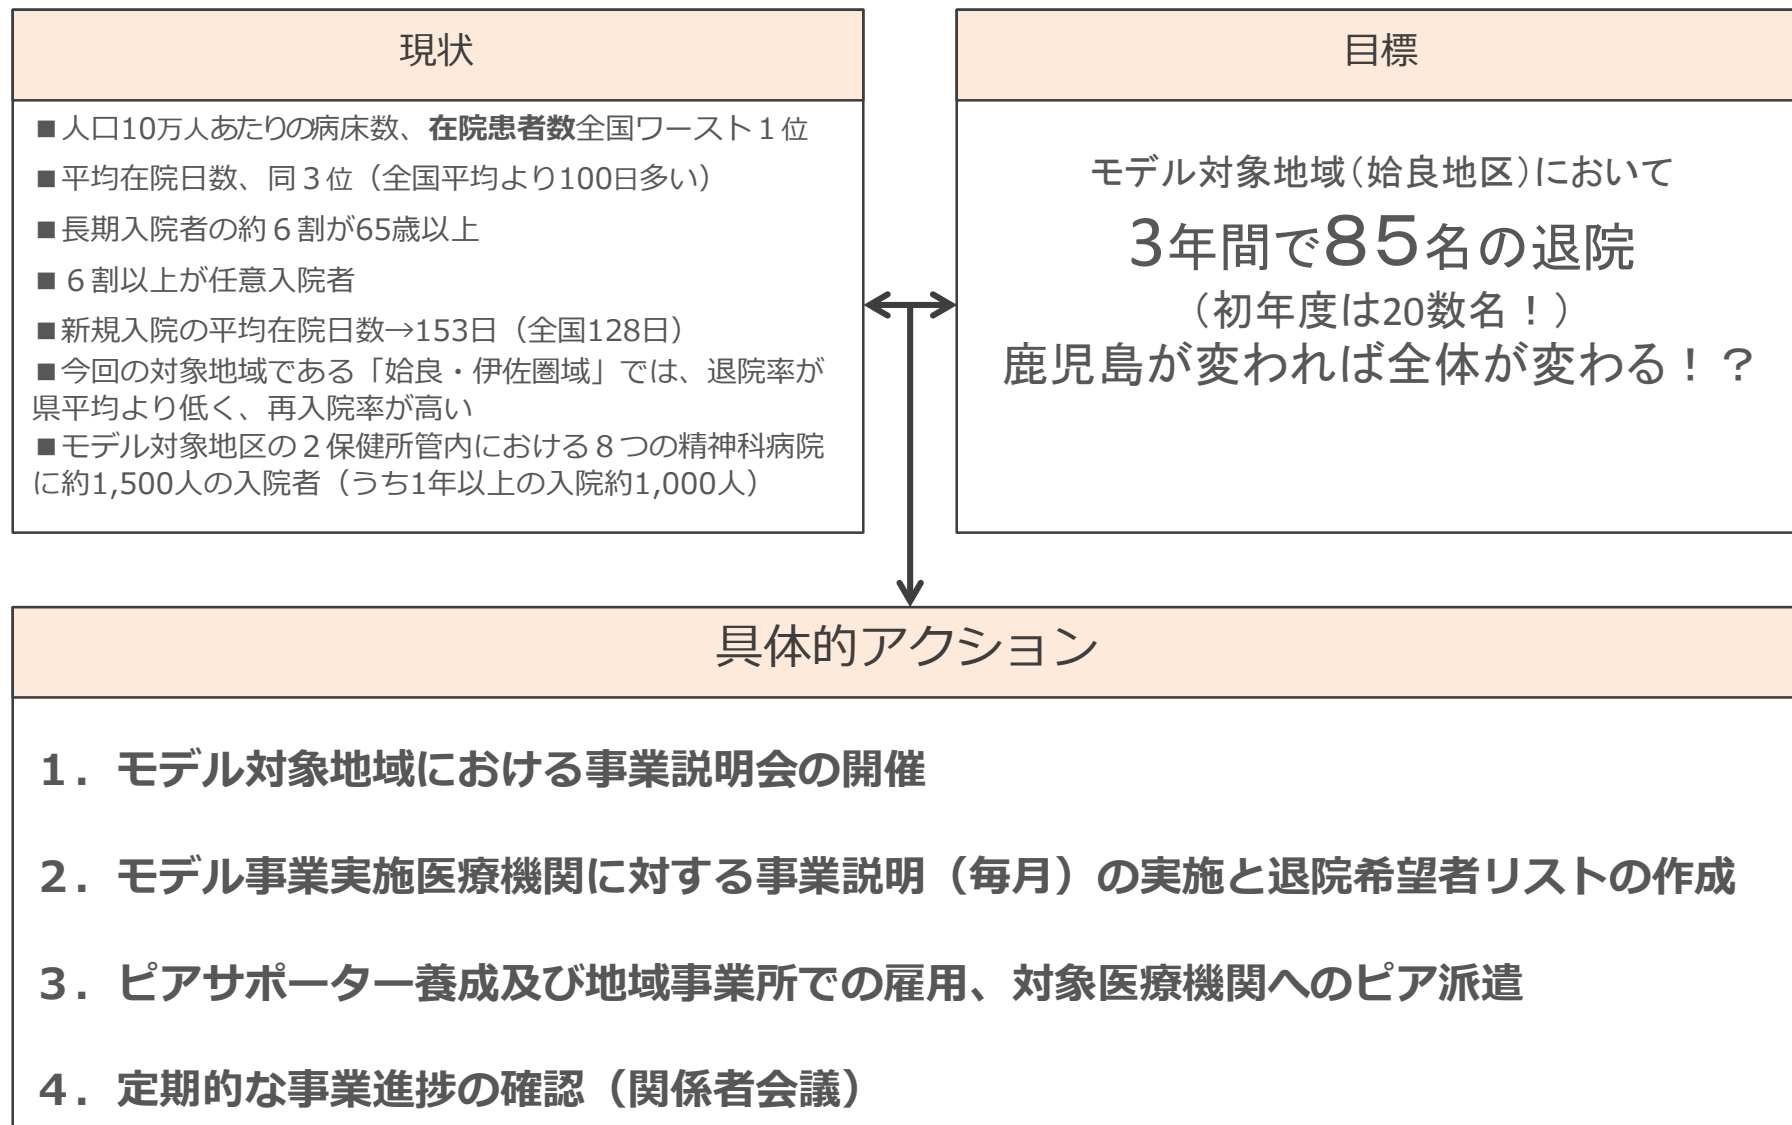 現状
■人口10万人あたりの病床数、在院患者数全国ワースト１位
■平均在院日数、同３位（全国平均より100日多い）
■長期入院者の約６割が65歳以上
■６割以上が任意入院者
■新規入院の平均在院日数→153日（全国128日）
■今回の対象地域である「姶良・伊佐圏域」では、退院率が
県平均より低く、再入院率が高い
■モデル対象地区の２保健所管内における８つの精神科病院
に約1,500人の入院者（うち1年以上の入院約1,000人）
目標
モデル対象地域（姶良地区）において
3年間で８５名の退院
（初年度は20数名！）
鹿児島が変われば全体が変わる！？
具体的アクション
１．モデル対象地域における事業説明会の開催
２．モデル事業実施医療機関に対する事業説明（毎月）の実施と退院希望者リストの作成
３．ピアサポーター養成及び地域事業所での雇用、対象医療機関へのピア派遣
４．定期的な事業進捗の確認（関係者会議）